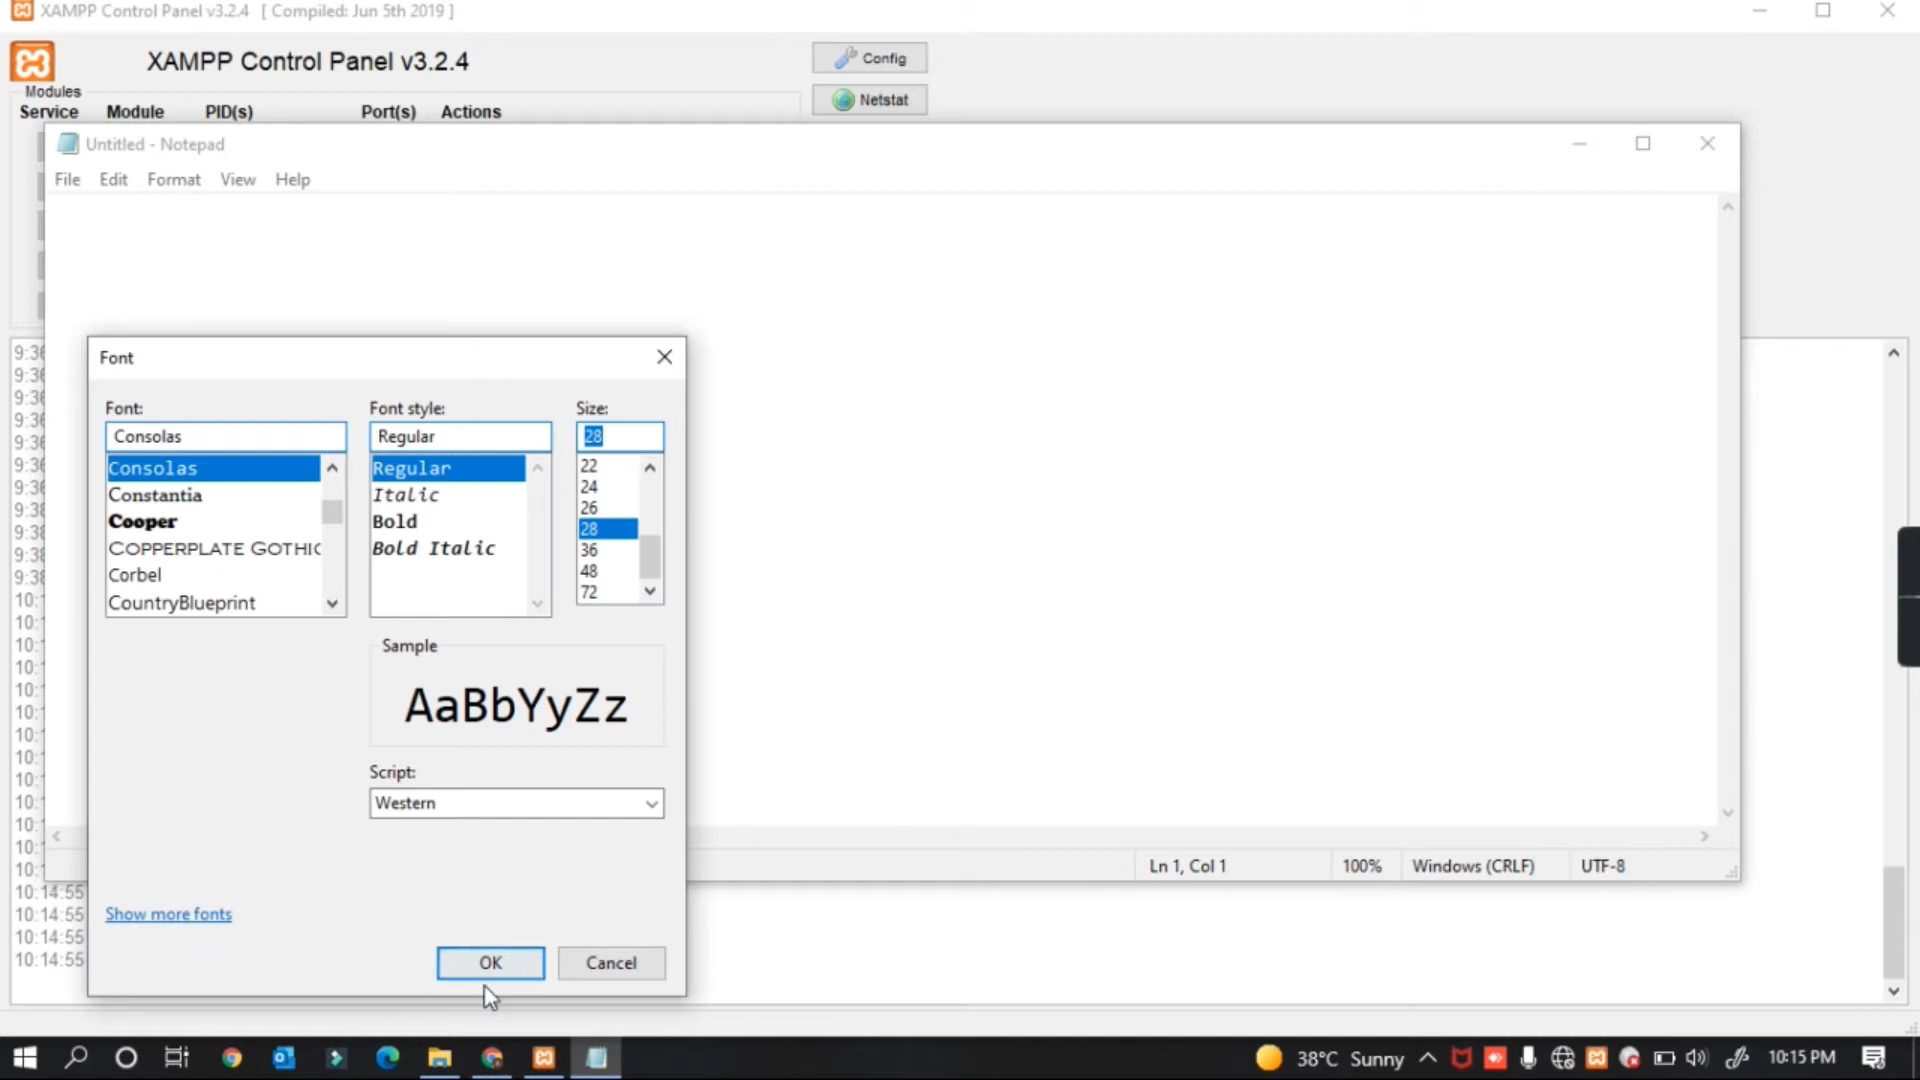 XAMPP Control Panel v3.2.4 [ Compiled: Jun 5th 2019 ]
XAMPP Control Panel v3.2.4
Config
Modules
Service Module PID(s) Port(s) Actions
Netstat
Untitled - Notepad
File Edit Format View Help
Font
Font: Font style: Size:
Consolas Regular 28
Consolas Regular 22
Constantia Italic 24
Cooper Bold 26
COPPERPLATE GOTHIC Bold Italic 28
Corbel 36
CountryBlueprint 48
72
Sample
AaBbYyZz
Script:
Western
Ln 1, Col 1 100% Windows (CRLF) UTF-8
10:14:55
Show more fonts
10:14:55
10:14:55
10:14:55
OK Cancel
38°C Sunny 10:15 PM